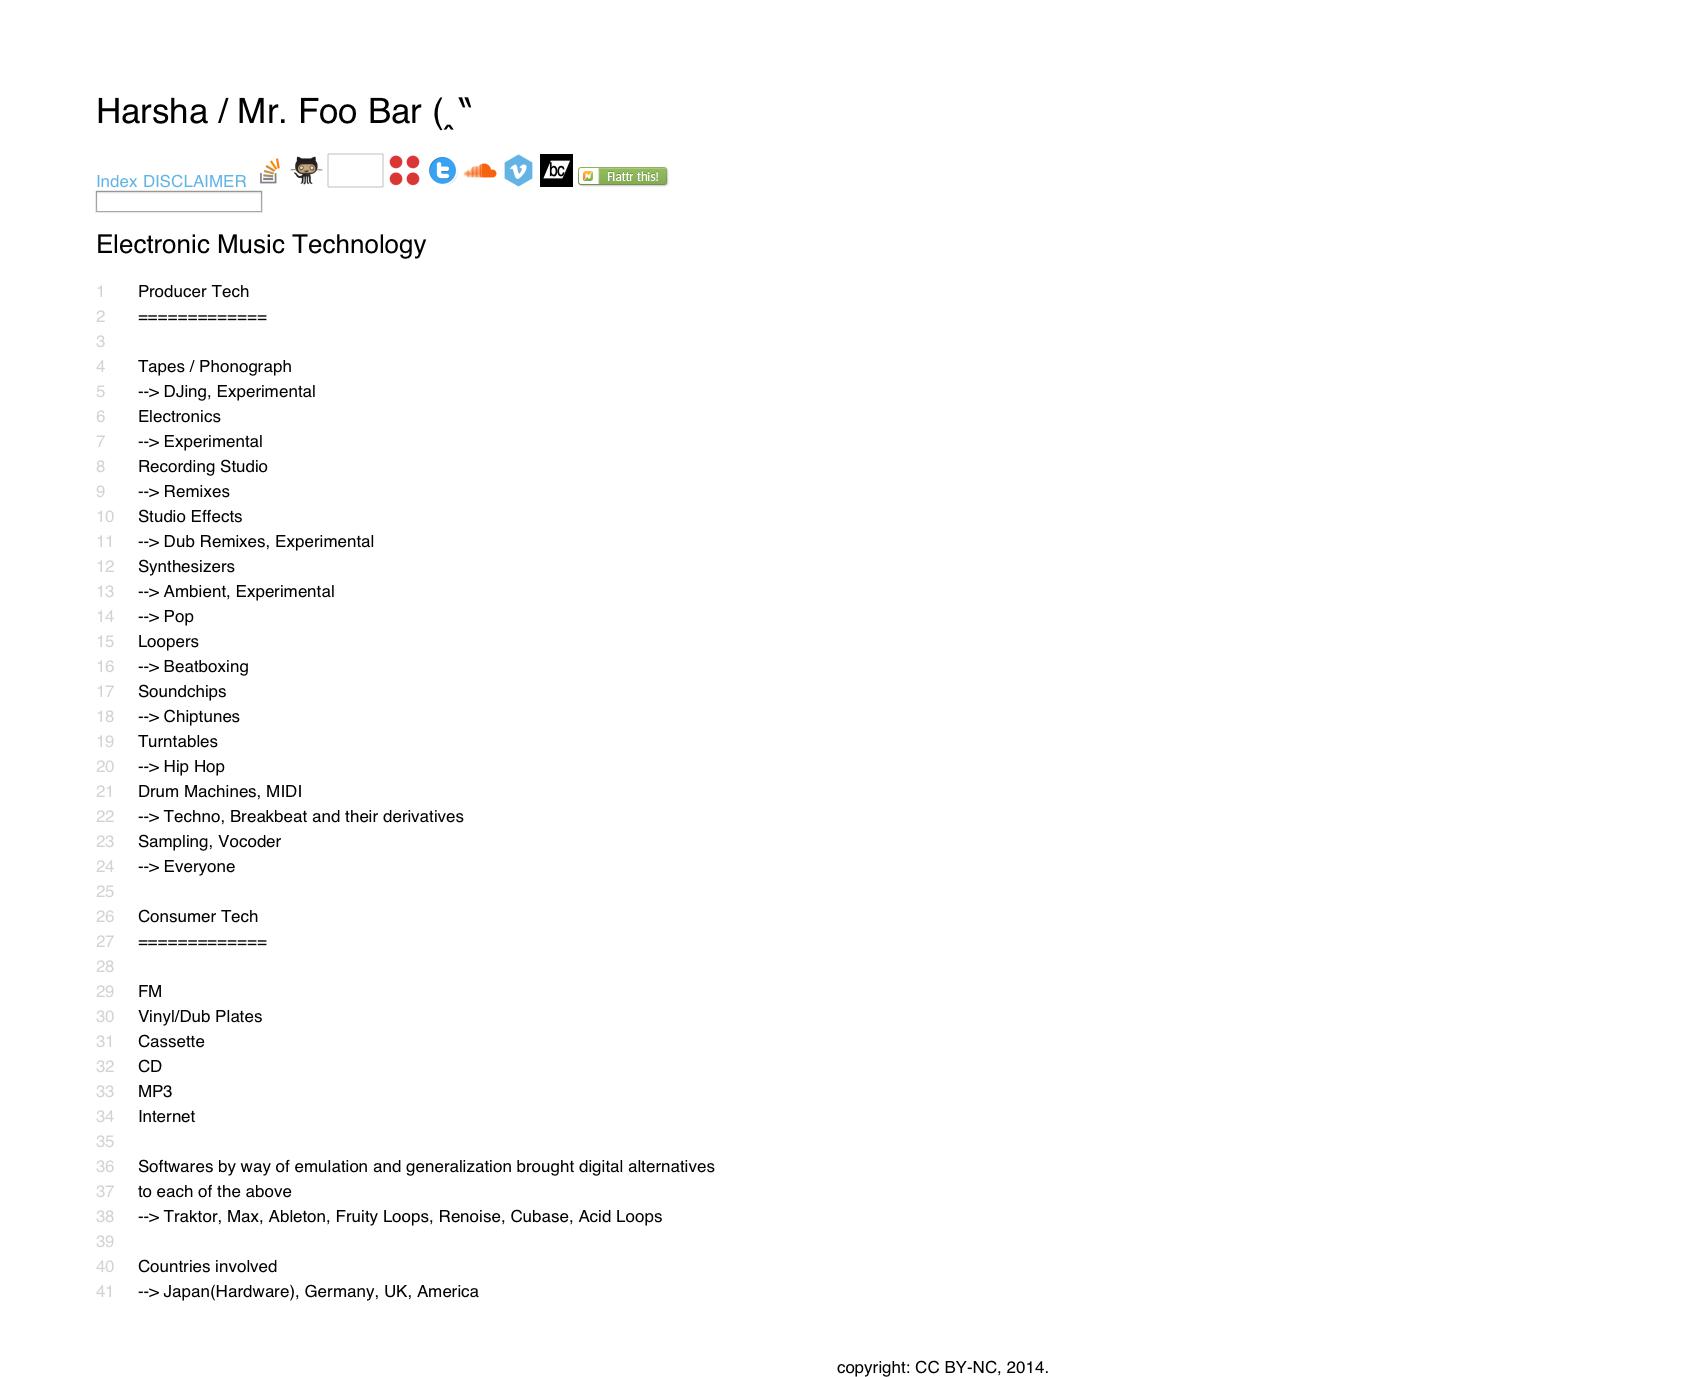 Harsha / Mr. Foo Bar (‸‶
Index DISCLAIMER bc Flattr this!
Electronic Music Technology
1 Producer Tech
2 =============
3
4 Tapes / Phonograph
5 --> DJing, Experimental
6 Electronics
7 --> Experimental
8 Recording Studio
9 --> Remixes
10 Studio Effects
11 --> Dub Remixes, Experimental
12 Synthesizers
13 --> Ambient, Experimental
14 --> Pop
15 Loopers
16 --> Beatboxing
17 Soundchips
18 --> Chiptunes
19 Turntables
20 --> Hip Hop
21 Drum Machines, MIDI
22 --> Techno, Breakbeat and their derivatives
23 Sampling, Vocoder
24 --> Everyone
25
26 Consumer Tech
27 =============
28
29 FM
30 Vinyl/Dub Plates
31 Cassette
32 CD
33 MP3
34 Internet
35
36 Softwares by way of emulation and generalization brought digital alternatives
37 to each of the above
38 --> Traktor, Max, Ableton, Fruity Loops, Renoise, Cubase, Acid Loops
39
40 Countries involved
41 --> Japan(Hardware), Germany, UK, America
copyright: CC BY-NC, 2014.